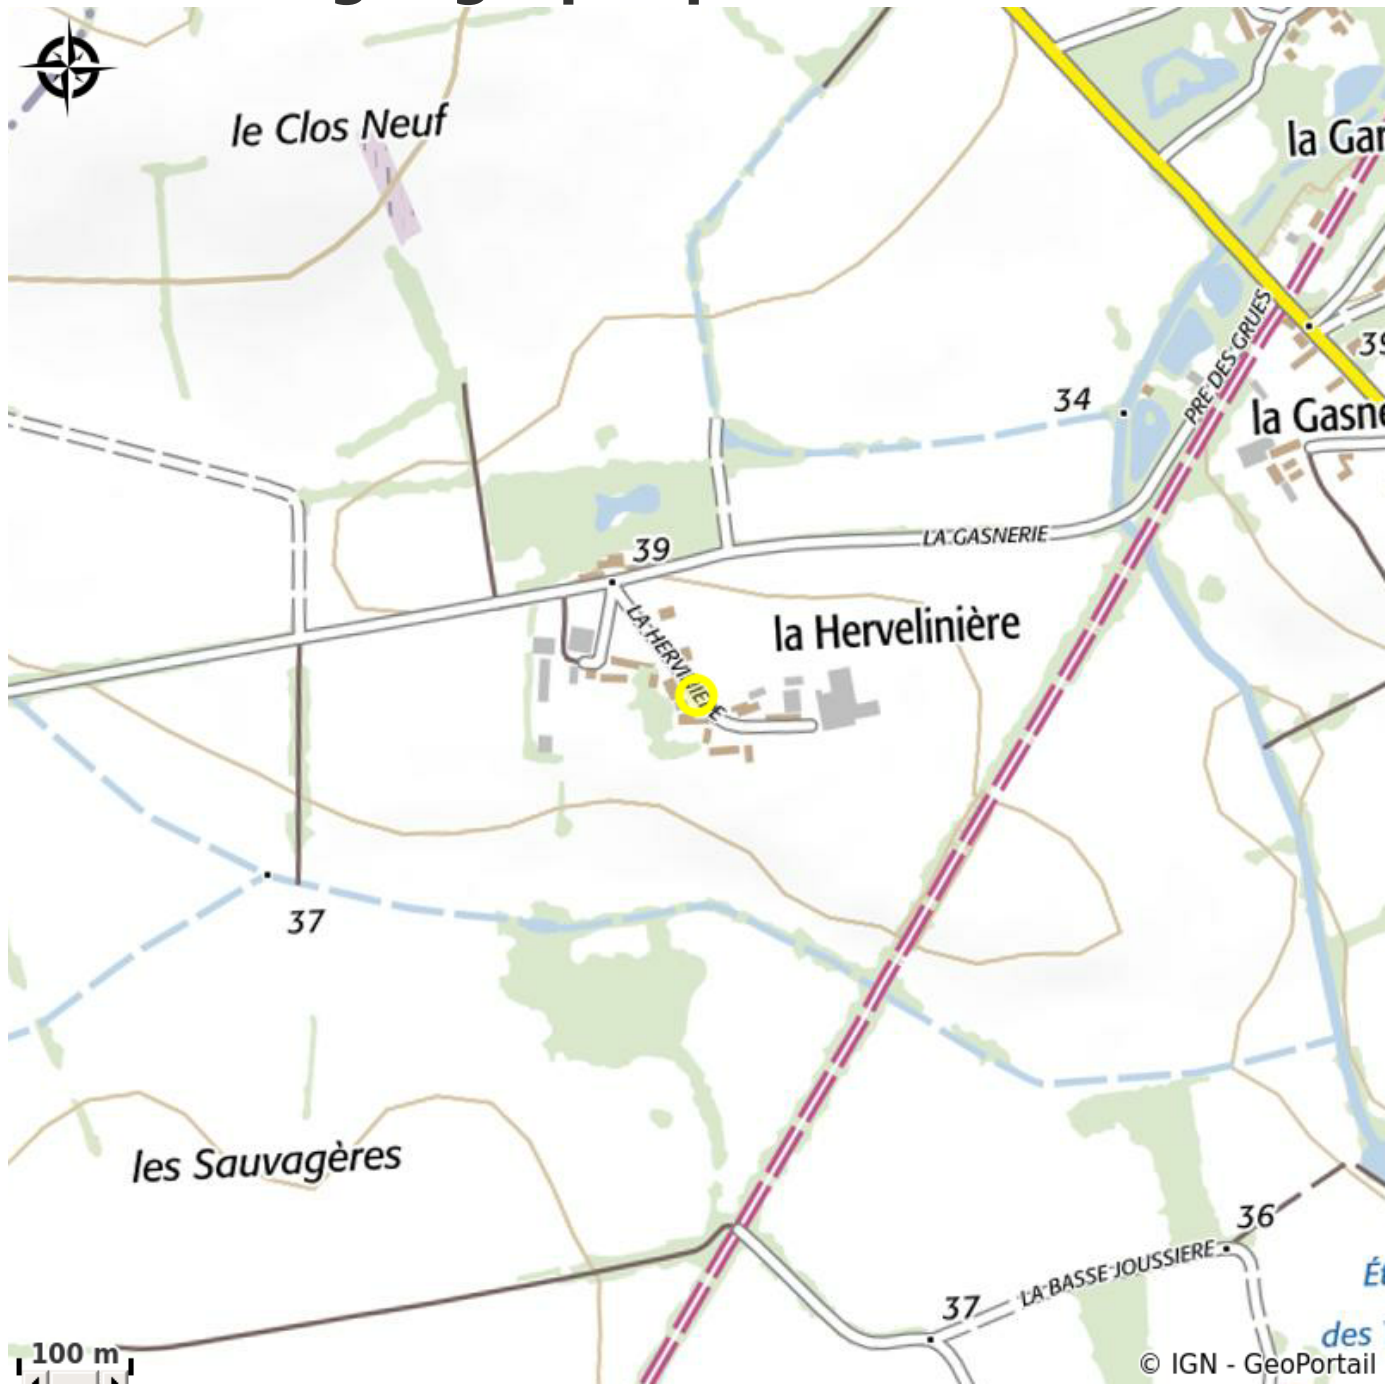 le Clos Neuf
la Gar
PRE DES GRUES
39
34
la Gasne
39
LA GASNERIE
la Hervelinière
37
les Sauvagères
36
LA BASSE JOUSSIERE
37
Ét
des
100 m
© IGN - GeoPortail